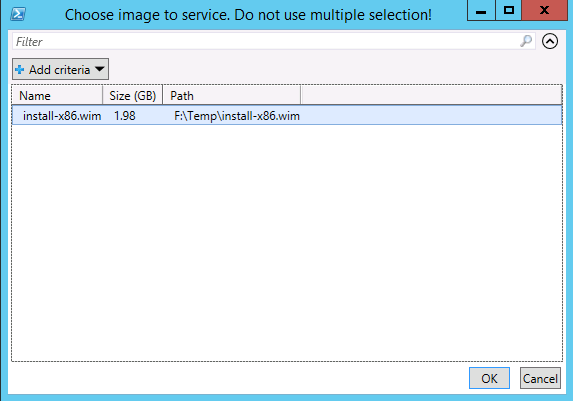 Choose image to service. Do not use multiple selection!
Filter
Add criteria
Name Size (GB) Path
install-x86.wim 1.98 F:\Temp\install-x86.wim
OK Cancel